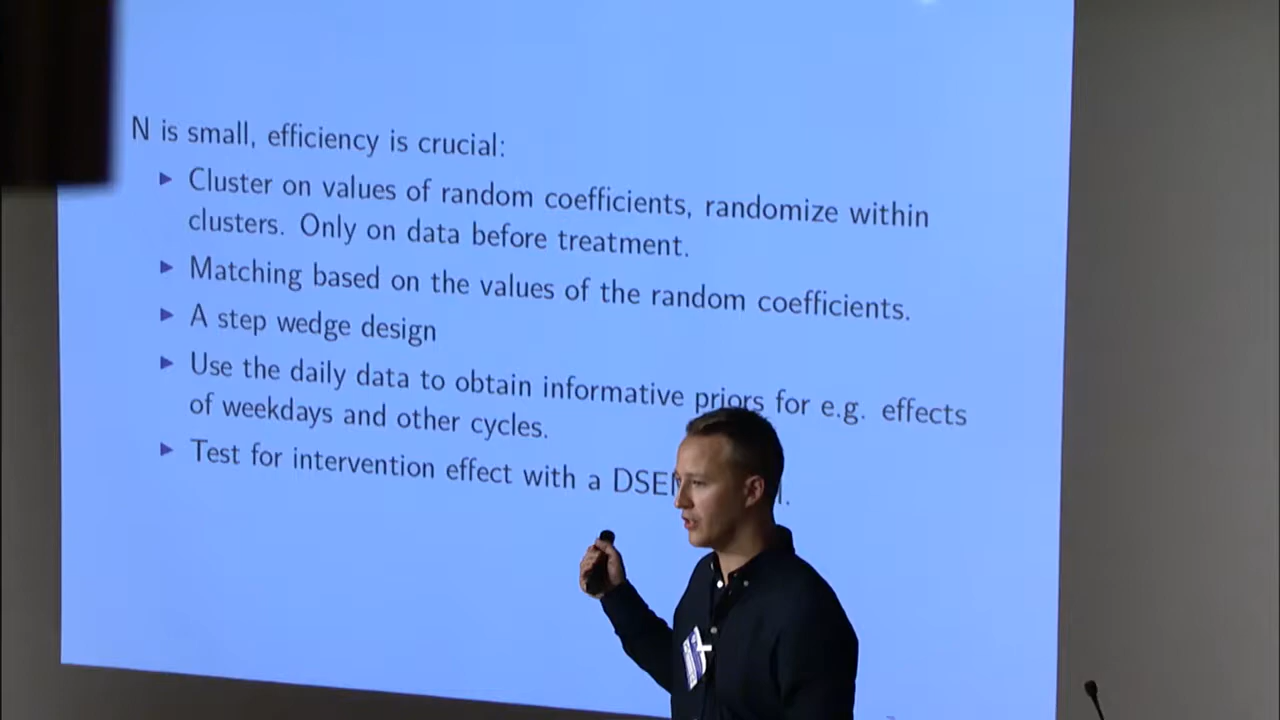 N is small, efficiency is crucial:
▶ Cluster on values of random coefficients, randomize within
clusters. Only on data before treatment.
▶ Matching based on the values of the random coefficients.
▶ A step wedge design
▶ Use the daily data to obtain informative priors for e.g. effects
of weekdays and other cycles.
▶ Test for intervention effect with a